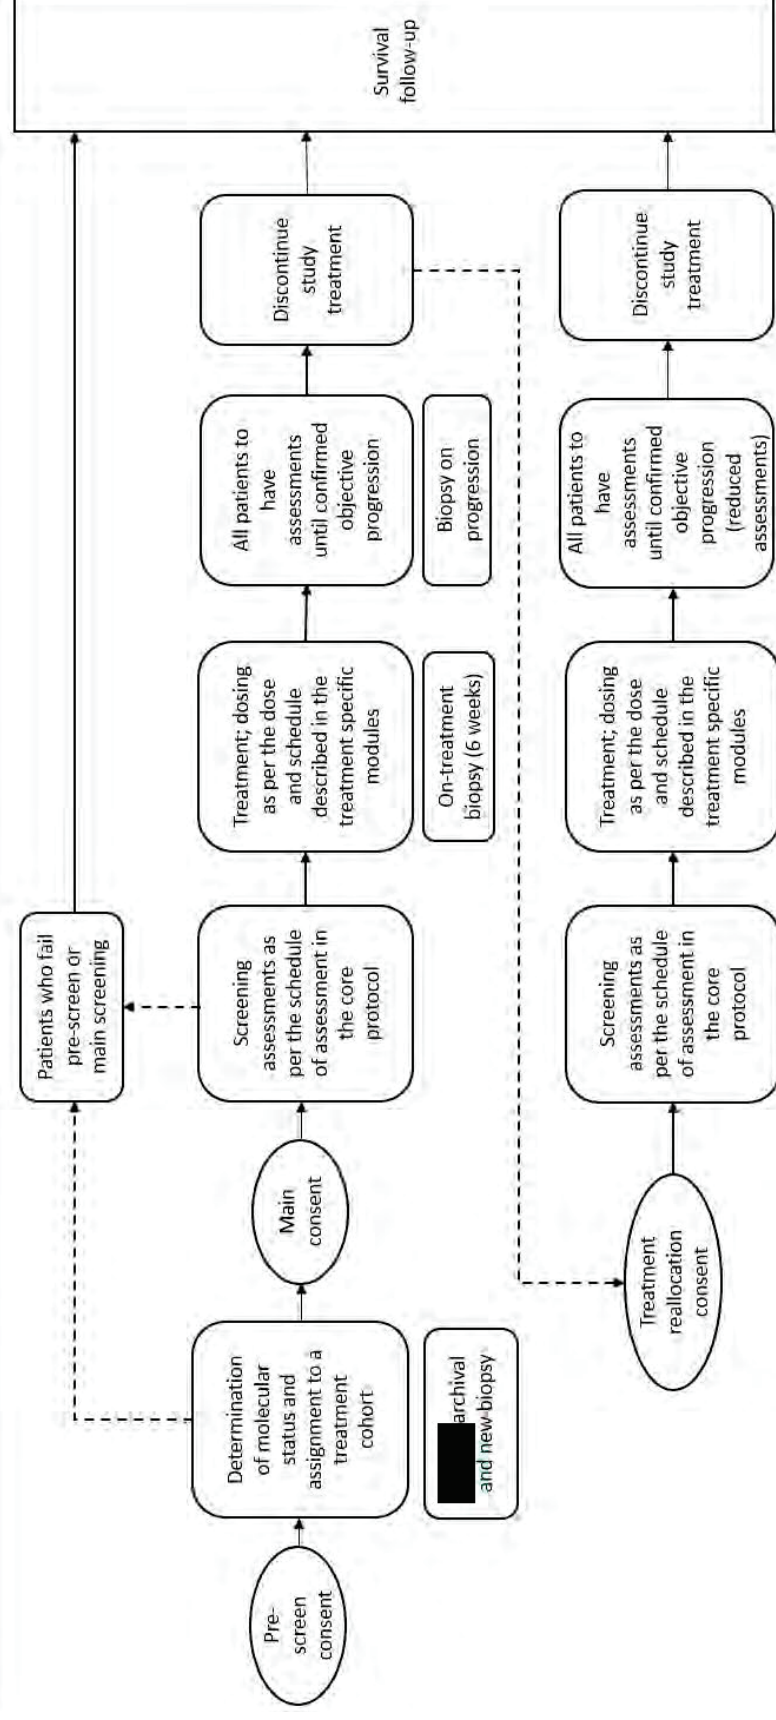 Pre-
screen
consent
Determination
of molecular
status and
assignment to a
treatment
cohort
archival
and new biopsy
Main
consent
Patients who fail
pre-screen or
main screening
Screening
assessments as
per the schedule
of assessment in
the core
protocol
Treatment; dosing
as per the dose
and schedule
described in the
treatment specific
modules
On-treatment
biopsy (6 weeks)
All patients to
have
assessments
until confirmed
objective
progression
Biopsy on
progression
Discontinue
study
treatment
Survival
follow-up
Treatment
reallocation
consent
Screening
assessments as
per the schedule
of assessment in
the core
protocol
Treatment; dosing
as per the dose
and schedule
described in the
treatment specific
modules
All patients to
have
assessments
until confirmed
objective
progression
(reduced
assessments)
Discontinue
study
treatment